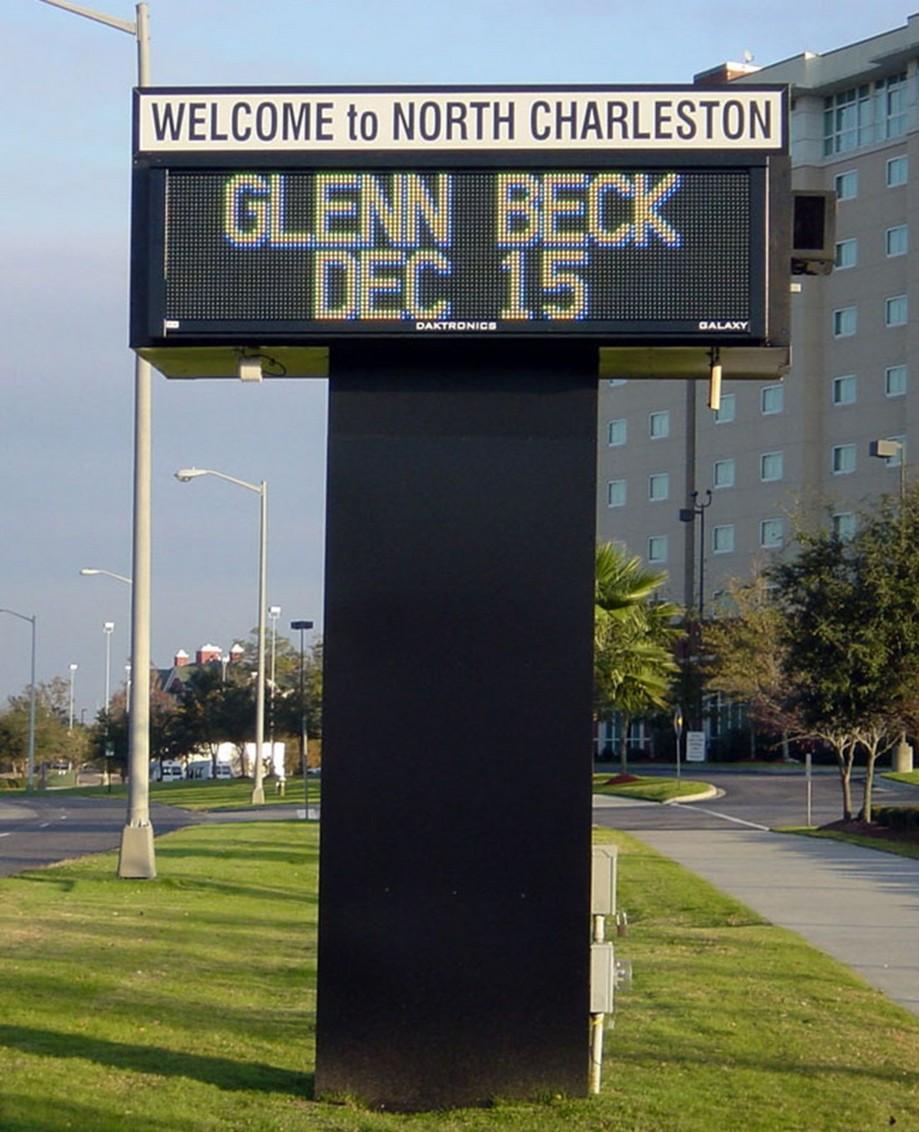 WELCOME to NORTH CHARLESTON
GLENN BECK
DEC 15
DAKTRONICS GALAXY